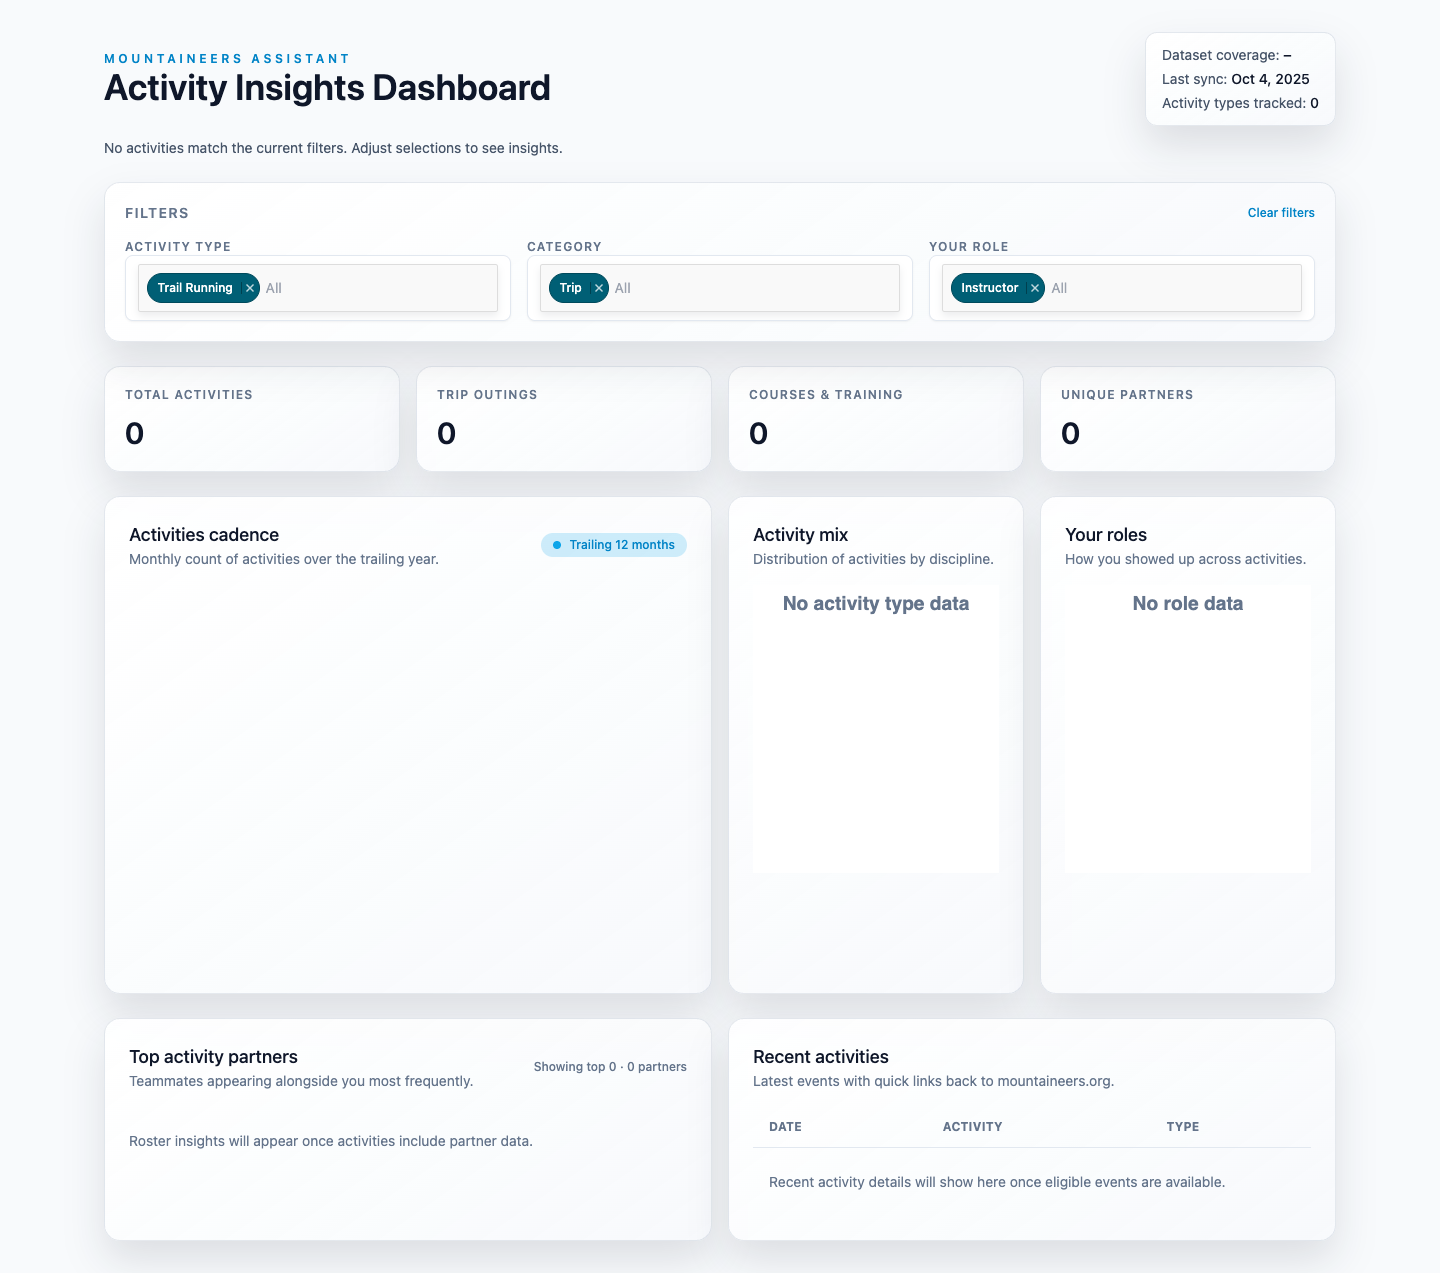 MOUNTAINEERS ASSISTANT
Activity Insights Dashboard
No activities match the current filters. Adjust selections to see insights.
Dataset coverage: –
Last sync: Oct 4, 2025
Activity types tracked: 0
FILTERS
Clear filters
ACTIVITY TYPE
Trail Running × All
CATEGORY
Trip × All
YOUR ROLE
Instructor × All
TOTAL ACTIVITIES
0
TRIP OUTINGS
0
COURSES & TRAINING
0
UNIQUE PARTNERS
0
Activities cadence
Monthly count of activities over the trailing year.
Trailing 12 months
Activity mix
Distribution of activities by discipline.
No activity type data
Your roles
How you showed up across activities.
No role data
Top activity partners
Teammates appearing alongside you most frequently.
Showing top 0 · 0 partners
Roster insights will appear once activities include partner data.
Recent activities
Latest events with quick links back to mountaineers.org.
DATE ACTIVITY TYPE
Recent activity details will show here once eligible events are available.